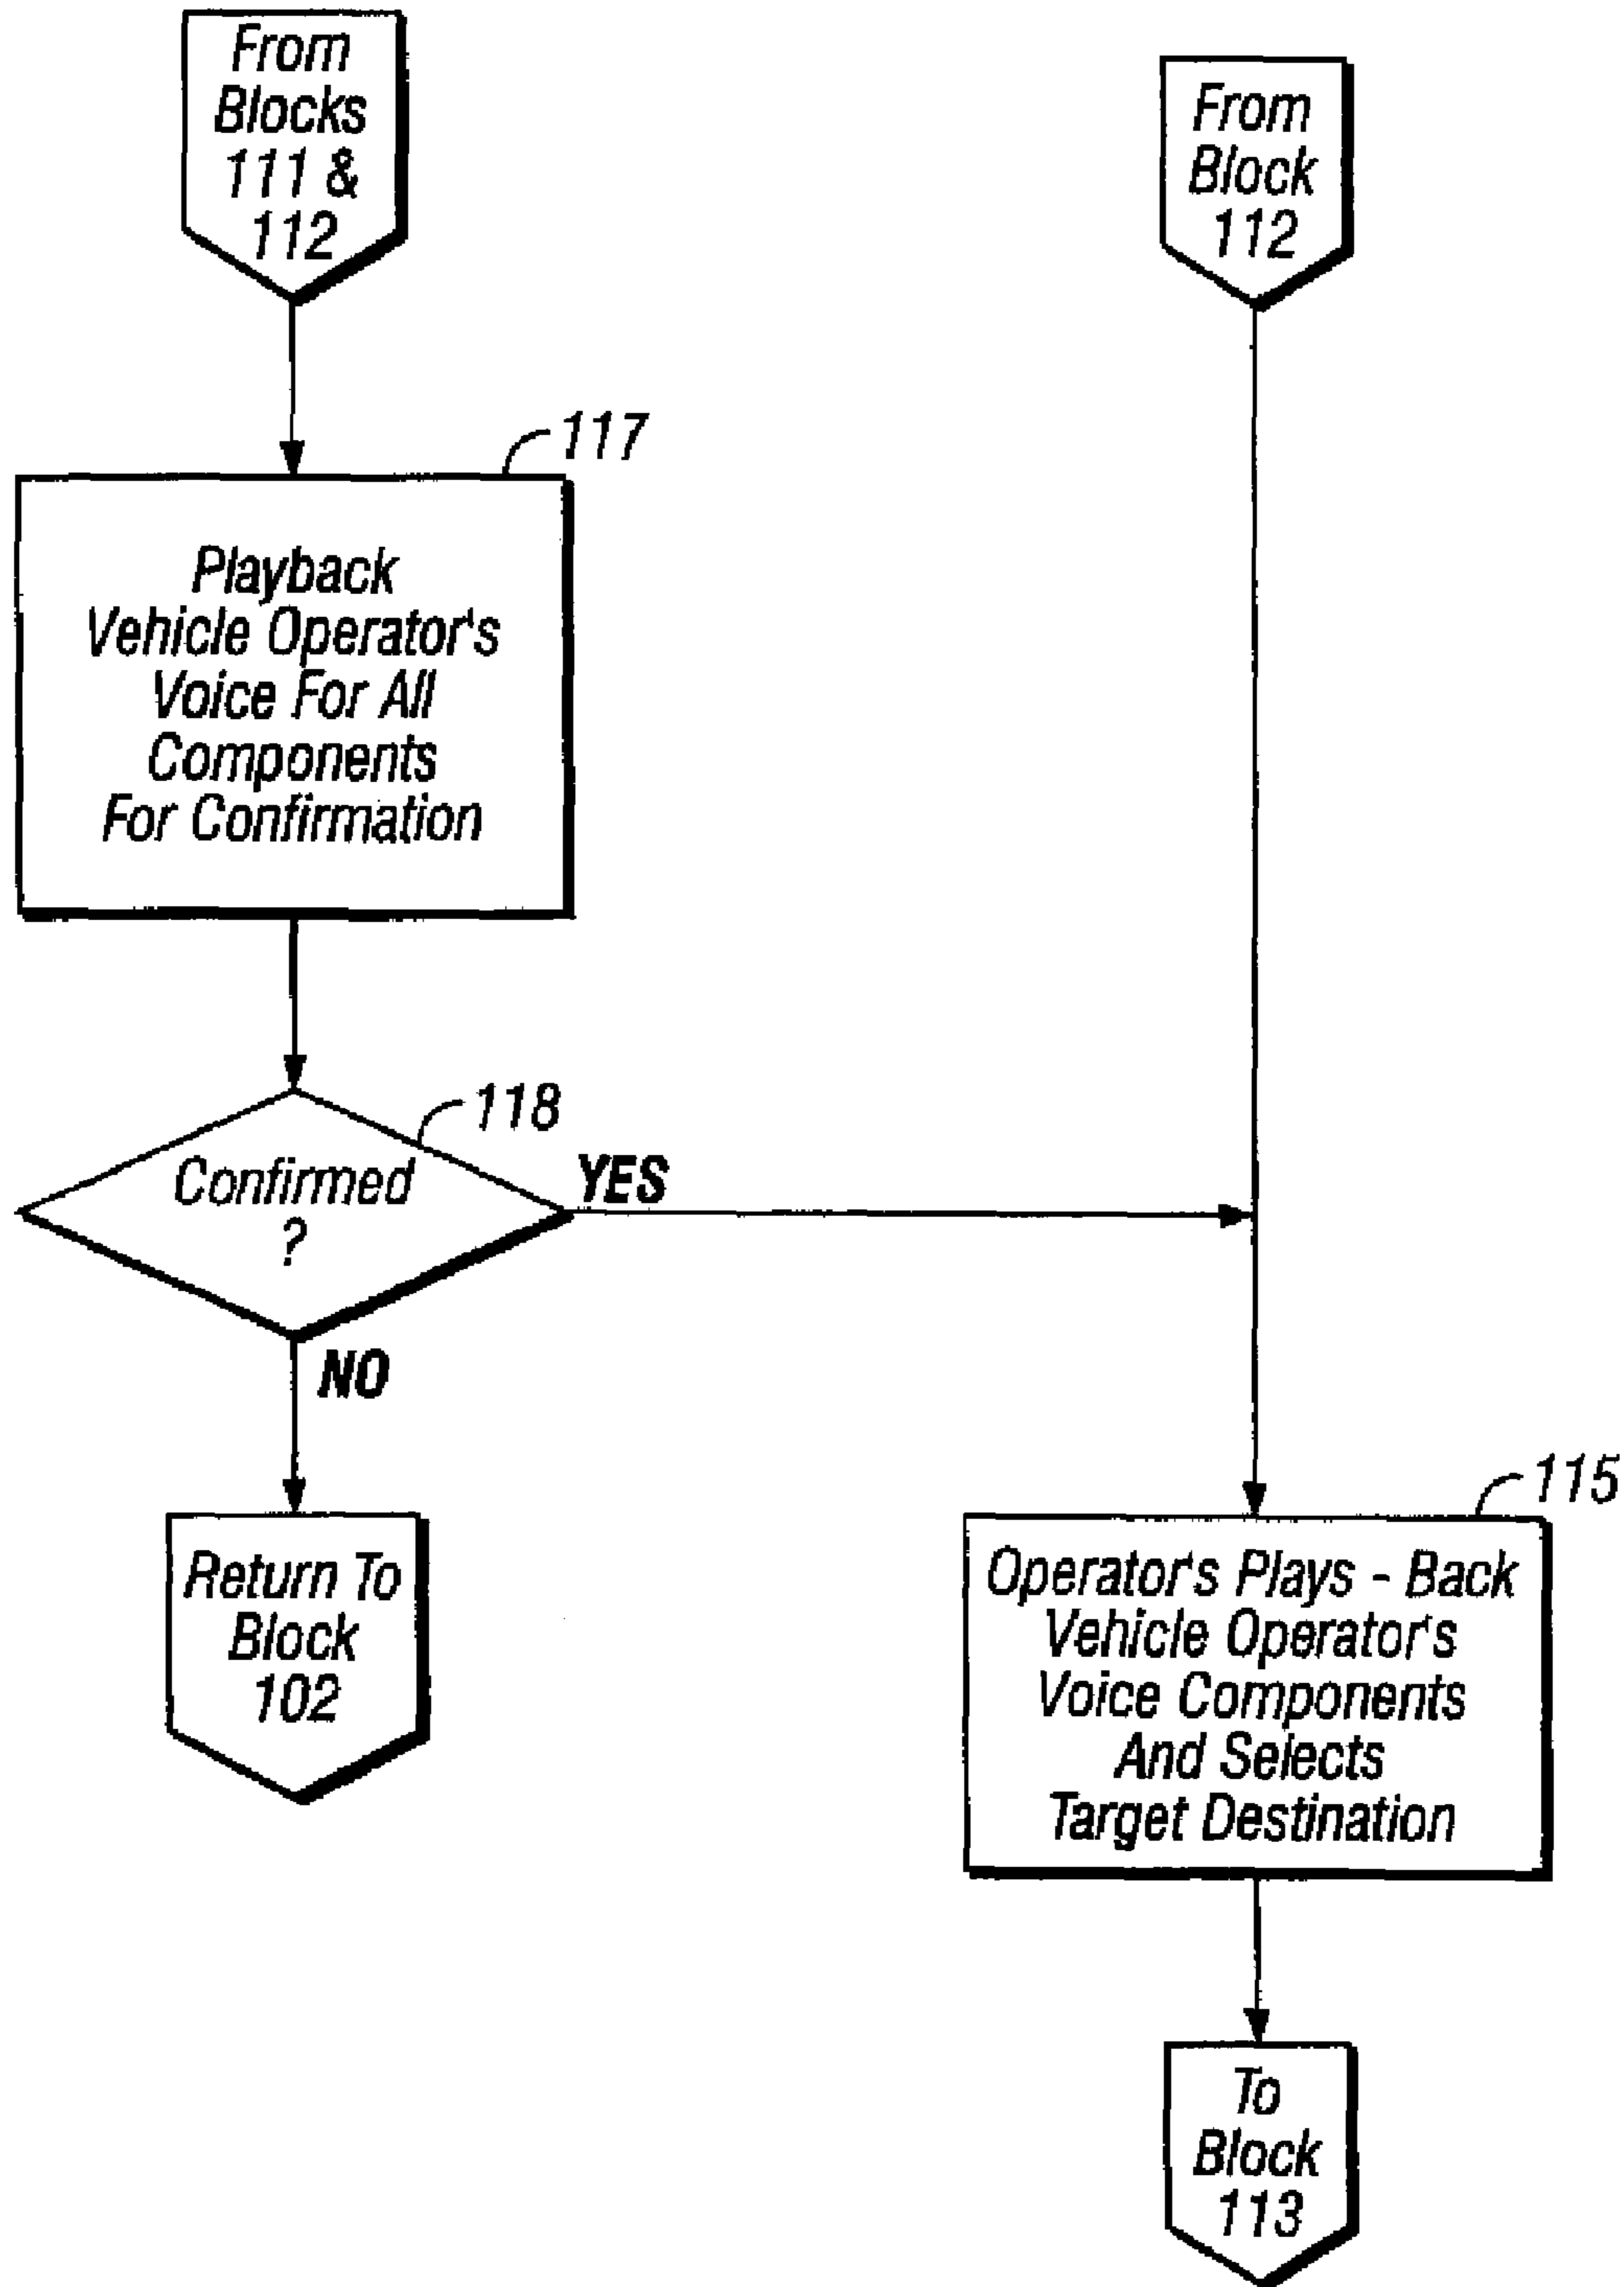 From
Blocks
111 &
112
From
Block
112
117
Playback
Vehicle Operator's
Voice For All
Components
For Confirmation
118
Confirmed
?
YES
NO
Return To
Block
102
115
Operator's Plays - Back
Vehicle Operator's
Voice Components
And Selects
Target Destination
To
Block
113